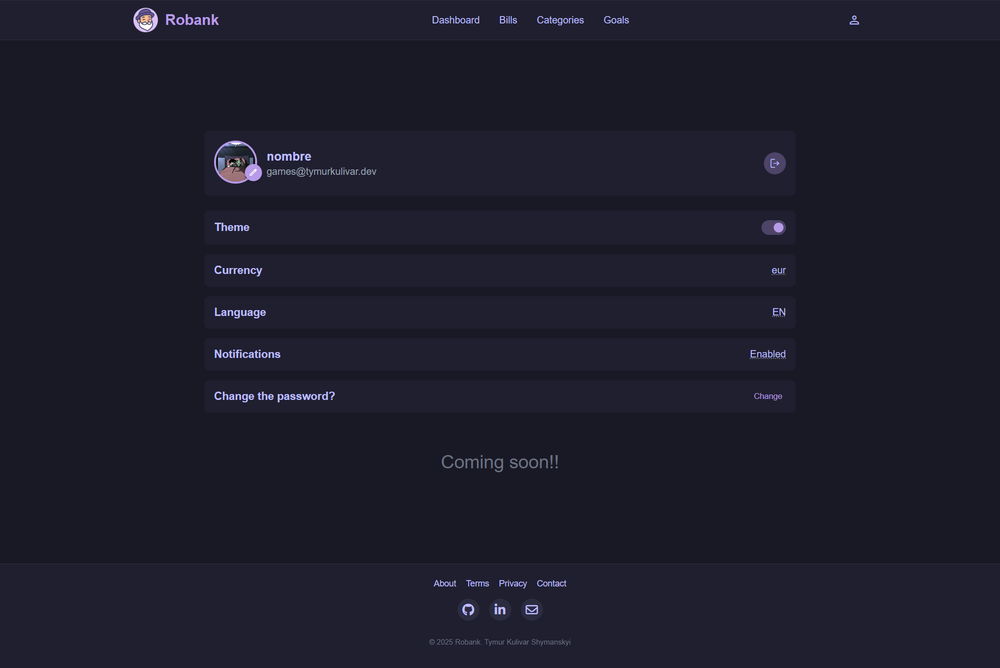 Robank
Dashboard Bills Categories Goals
nombre
games@tymurkulivar.dev
Theme
Currency eur
Language EN
Notifications Enabled
Change the password? Change
Coming soon!!
About Terms Privacy Contact
© 2025 Robank. Tymur Kulivar Shymanskyi